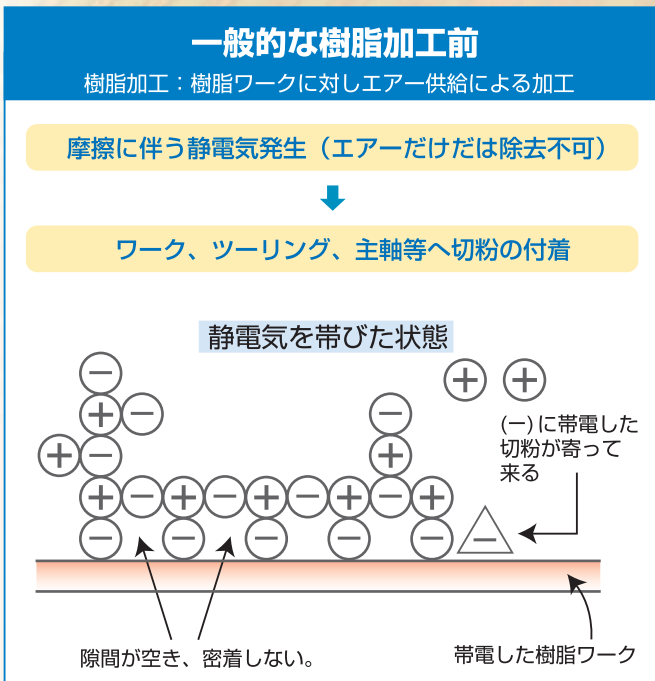 一般的な樹脂加工前
樹脂加工：樹脂ワークに対しエアー供給による加工
摩擦に伴う静電気発生（エアーだけだは除去不可）
ワーク、ツーリング、主軸等へ切粉の付着
静電気を帯びた状態
(ー)に帯電した
切粉が寄って
来る
隙間が空き、密着しない。
帯電した樹脂ワーク